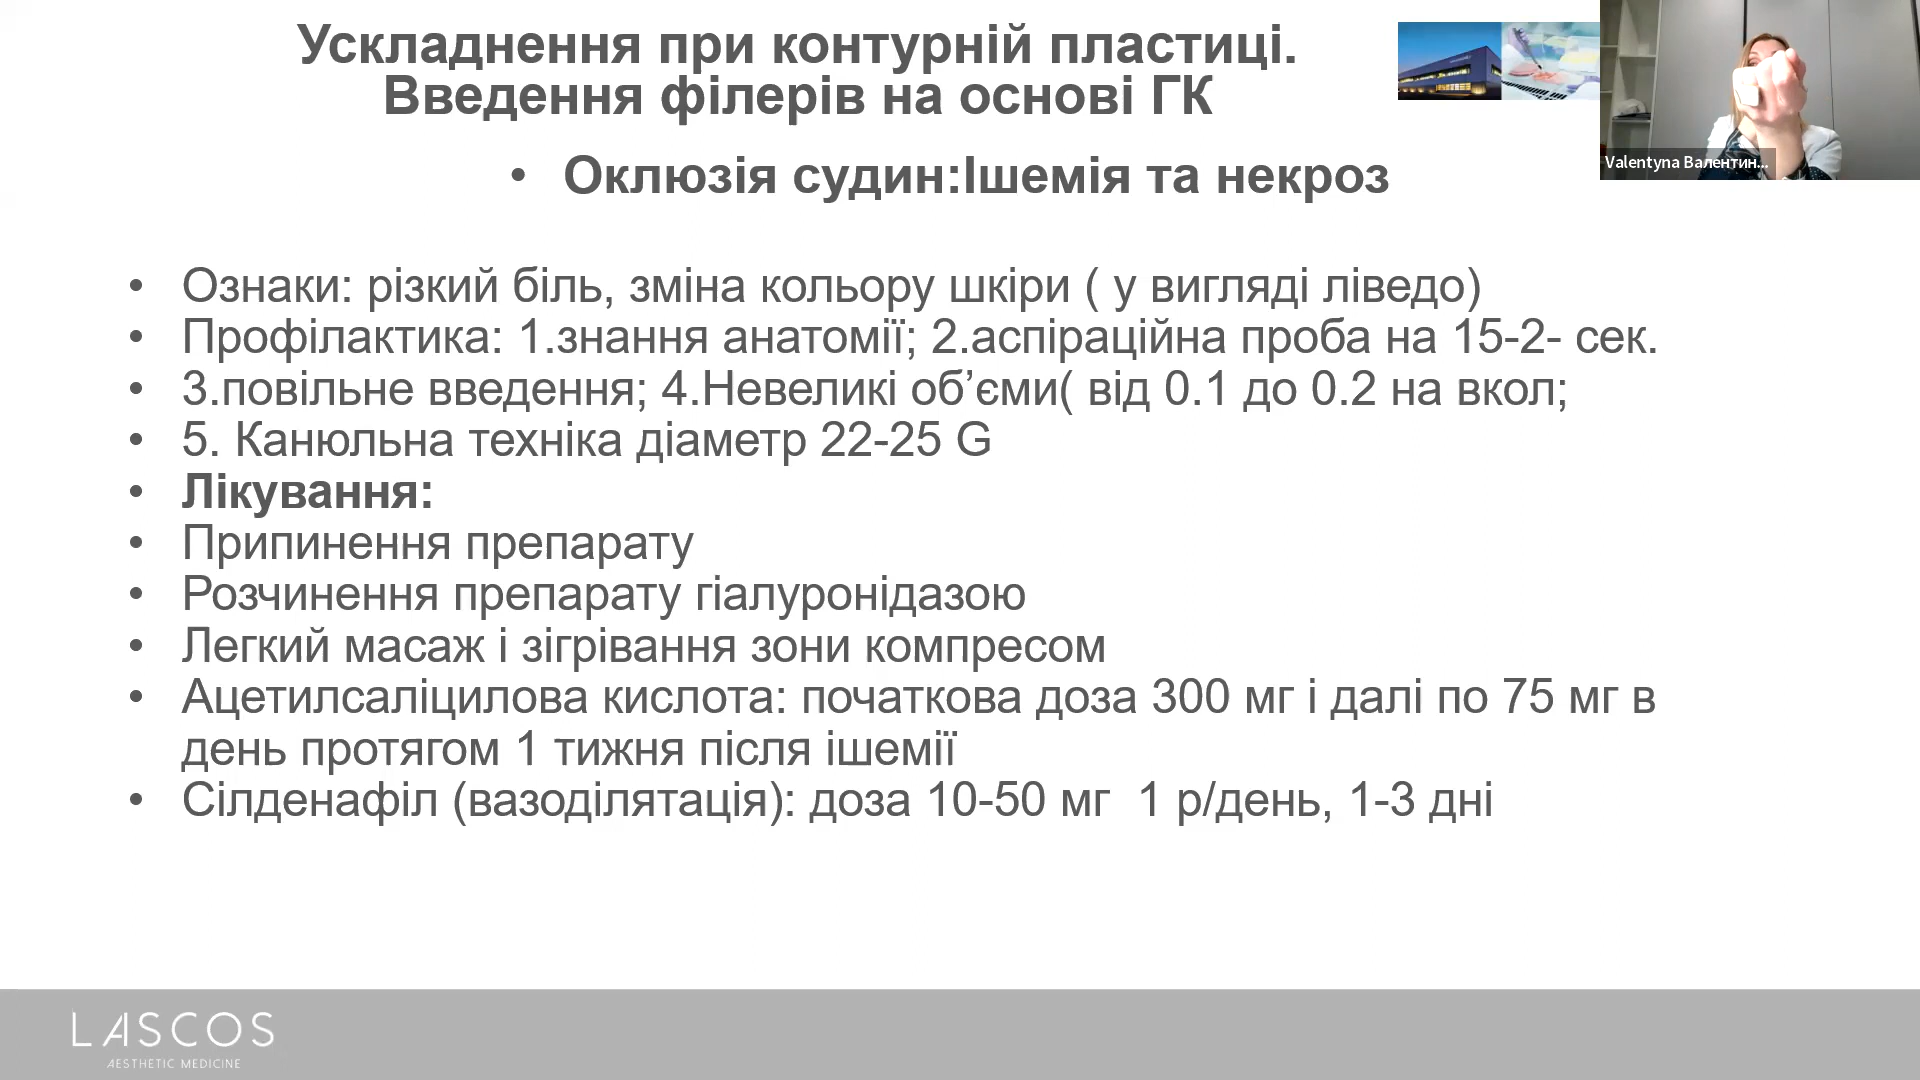 Ускладнення при контурній пластиці.
Введення філерів на основі ГК
• Оклюзія судин:Ішемія та некроз
Valentyna Валентин...
• Ознаки: різкий біль, зміна кольору шкіри ( у вигляді ліведо)
• Профілактика: 1.знання анатомії; 2.аспіраційна проба на 15-2- сек.
• 3.повільне введення; 4.Невеликі об’єми( від 0.1 до 0.2 на вкол;
• 5. Канюльна техніка діаметр 22-25 G
• Лікування:
• Припинення препарату
• Розчинення препарату гіалуронідазою
• Легкий масаж і зігрівання зони компресом
• Ацетилсаліцилова кислота: початкова доза 300 мг і далі по 75 мг в
день протягом 1 тижня після ішемії
• Сілденафіл (вазоділятація): доза 10-50 мг  1 р/день, 1-3 дні
LASCOS
AESTHETIC MEDICINE